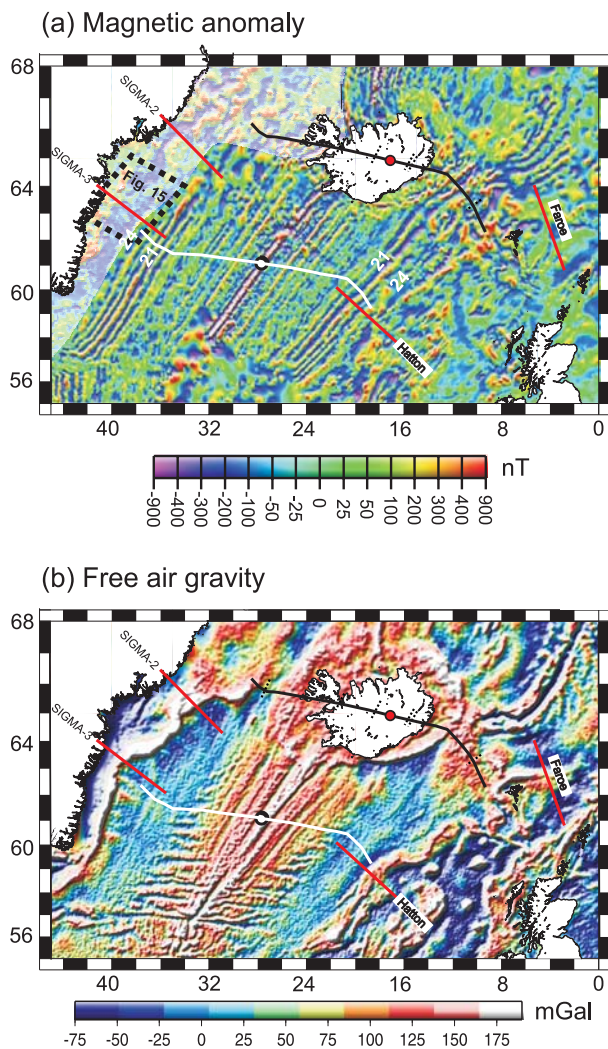 (a) Magnetic anomaly
68
SIGMA-2
64
SIGMA-3
Fig. 15
Faroe
24
21
21
24
60
Hatton
56
40 32 24 16 8 0
nT
-900 -400 -300 -200 -100 -50 -25 0 25 50 100 200 300 400 900
(b) Free air gravity
68
SIGMA-2
64
SIGMA-3
Faroe
60
Hatton
56
40 32 24 16 8 0
mGal
-75 -50 -25 0 25 50 75 100 125 150 175